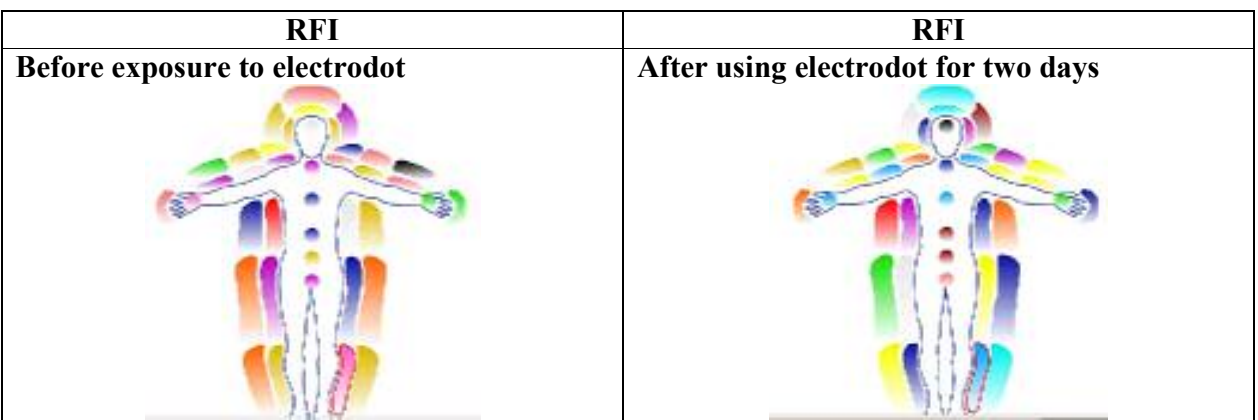 RFI
RFI
Before exposure to electrodot
After using electrodot for two days